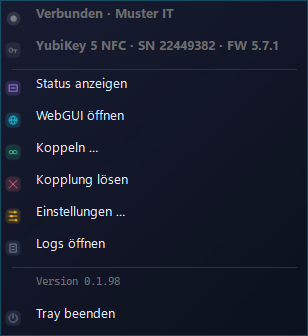 Verbunden · Muster IT
YubiKey 5 NFC · SN 22449382 · FW 5.7.1
Status anzeigen
WebGUI öffnen
Koppeln ...
Kopplung lösen
Einstellungen ...
Logs öffnen
Version 0.1.98
Tray beenden